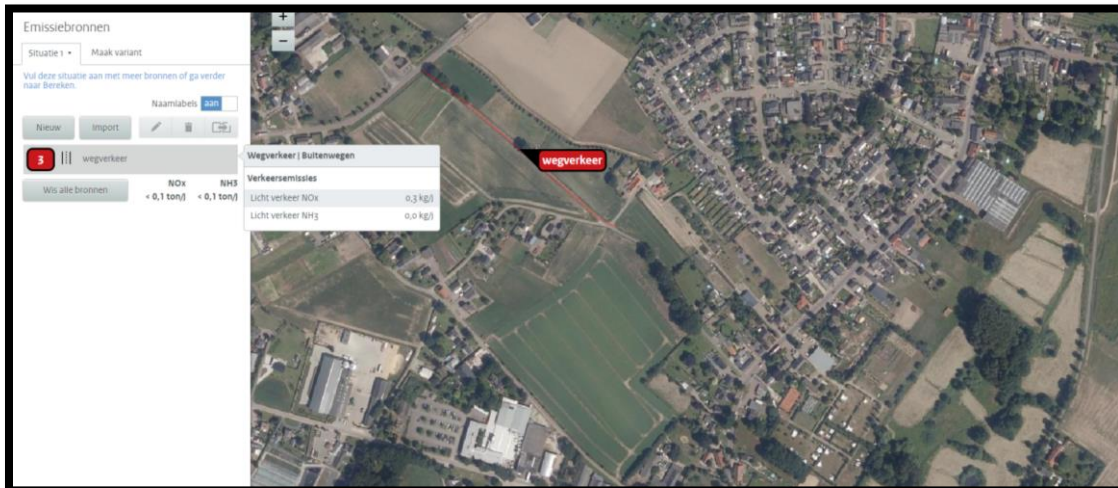 Emissiebronnen
Situatie 1
Maak variant
Vul deze situatie aan met meer bronnen of ga verder
naar Bereken.
Naamlabels aan
Nieuw Import
3 wegverkeer
Wis alle bronnen
NOx NH3
< 0,1 ton/j < 0,1 ton/j
Wegverkeer | Buitenwegen
Verkeersemissies
Licht verkeer NOx 0,3 kg/j
Licht verkeer NH3 0,0 kg/j
+
−
wegverkeer